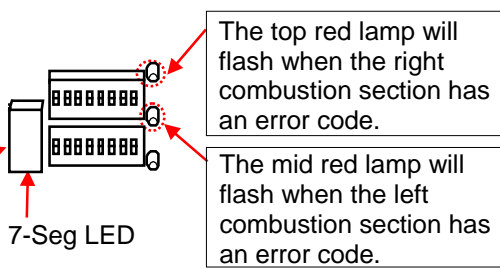 The top red lamp will
flash when the right
combustion section has
an error code.
The mid red lamp will
flash when the left
combustion section has
an error code.
7-Seg LED